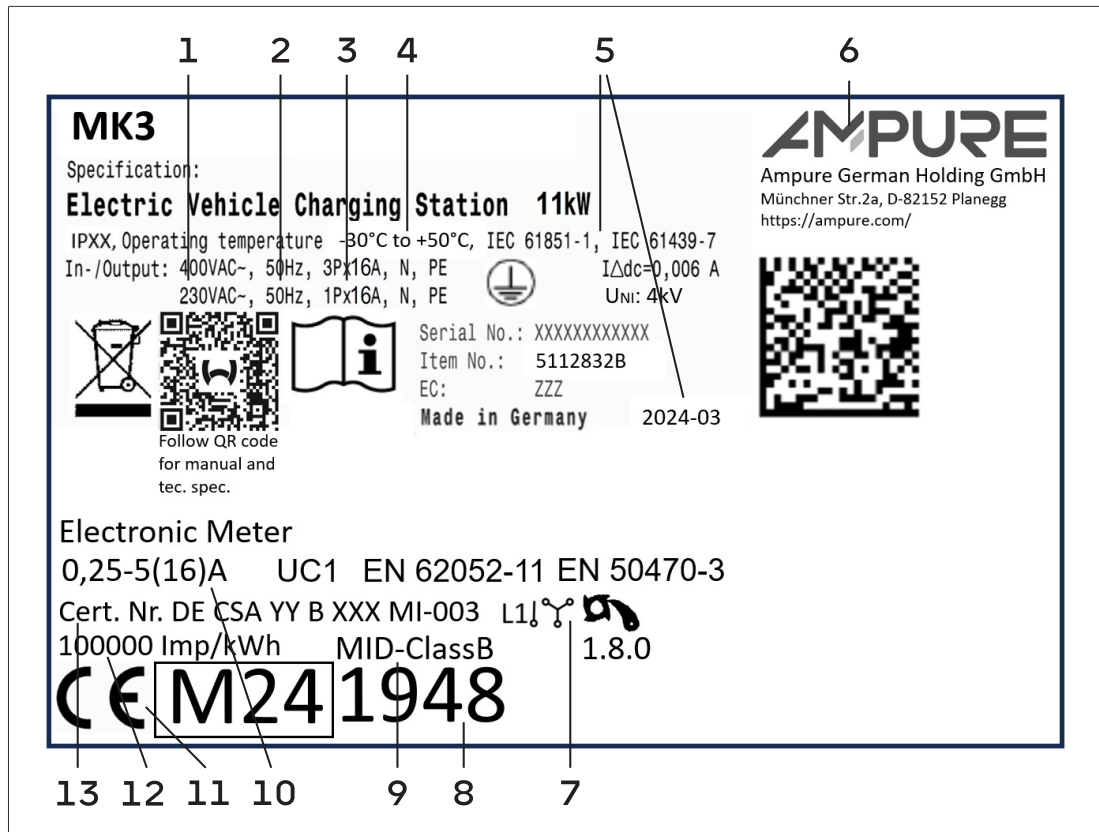 1 2 3 4 5 6
MK3
AMPURE
Specification:
Ampure German Holding GmbH
Electric Vehicle Charging Station 11kW
Münchner Str.2a, D-82152 Planegg
https://ampure.com/
IPXX, Operating temperature -30°C to +50°C, IEC 61851-1, IEC 61439-7
In-/Output: 400VAC~, 50Hz, 3Px16A, N, PE
I∆dc=0,006 A
230VAC~, 50Hz, 1Px16A, N, PE
UNI: 4kV
Serial No.: XXXXXXXXXXXX
Item No.: 5112832B
EC: ZZZ
Made in Germany 2024-03
Follow QR code
for manual and
tec. spec.
Electronic Meter
0,25-5(16)A UC1 EN 62052-11 EN 50470-3
Cert. Nr. DE CSA YY B XXX MI-003 L1
100000 Imp/kWh MID-ClassB 1.8.0
CE M24 1948
13 12 11 10 9 8 7